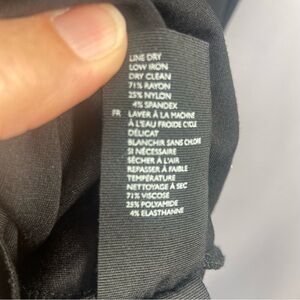 LINE DRY
LOW IRON
DRY CLEAN
71% RAYON
25% NYLON
4% SPANDEX
FR LAVER À LA MACHINE
À L'EAU FROIDE CYCLE
DÉLICAT
BLANCHIR SANS CHLORE
SI NÉCESSAIRE
SÉCHER À L'AIR
REPASSER À FAIBLE
TEMPÉRATURE
NETTOYAGE À SEC
71% VISCOSE
25% POLYAMIDE
4% ELASTHANNE